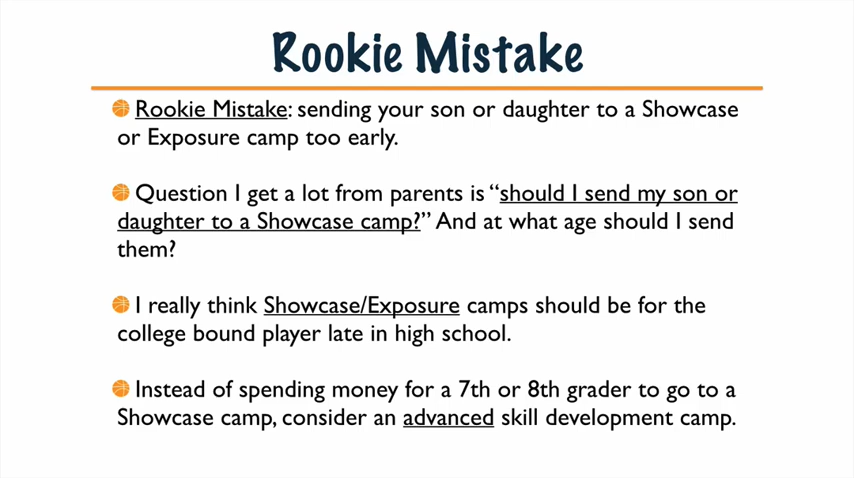 Rookie Mistake
Rookie Mistake: sending your son or daughter to a Showcase
or Exposure camp too early.
Question I get a lot from parents is “should I send my son or
daughter to a Showcase camp?” And at what age should I send
them?
I really think Showcase/Exposure camps should be for the
college bound player late in high school.
Instead of spending money for a 7th or 8th grader to go to a
Showcase camp, consider an advanced skill development camp.